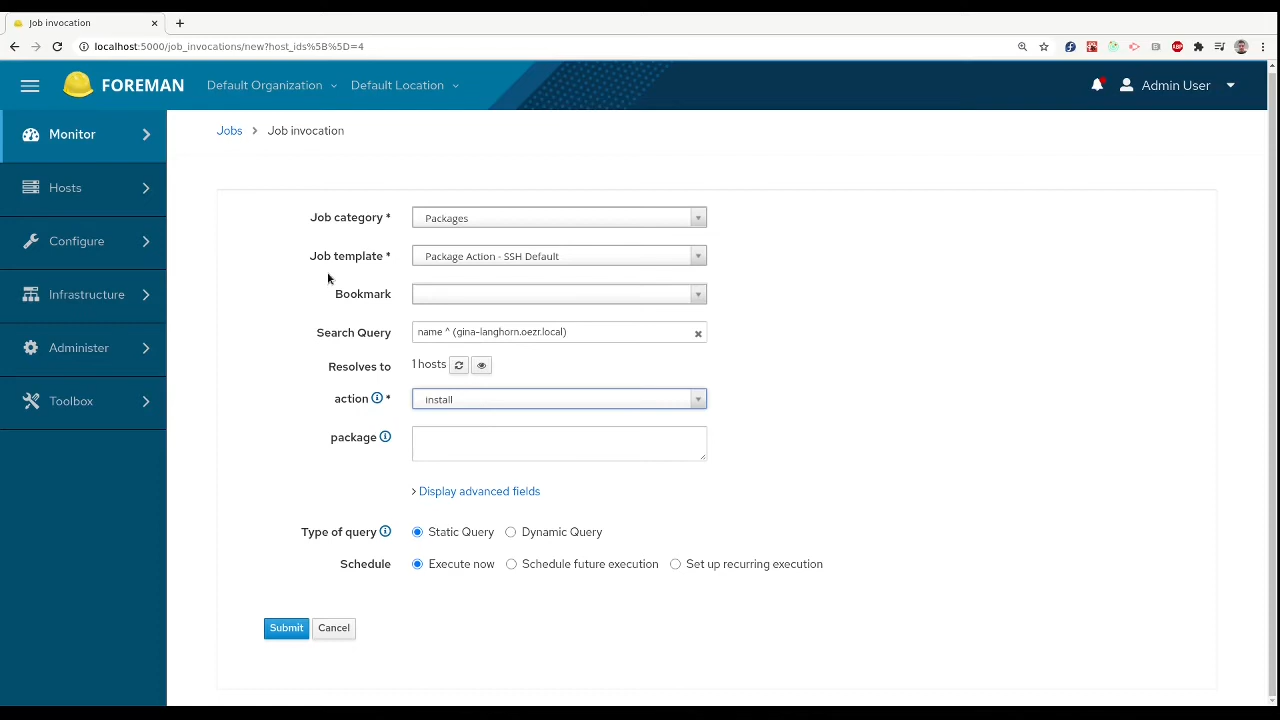 Job invocation
localhost:5000/job_invocations/new?host_ids%5B%5D=4
FOREMAN
Default Organization
Default Location
Admin User
Monitor
Hosts
Configure
Infrastructure
Administer
Toolbox
Jobs > Job invocation
Job category * Packages
Job template * Package Action - SSH Default
Bookmark
Search Query name ^ (gina-langhorn.oezr.local)
Resolves to 1 hosts
action * install
package
> Display advanced fields
Type of query Static Query Dynamic Query
Schedule Execute now Schedule future execution Set up recurring execution
Submit Cancel